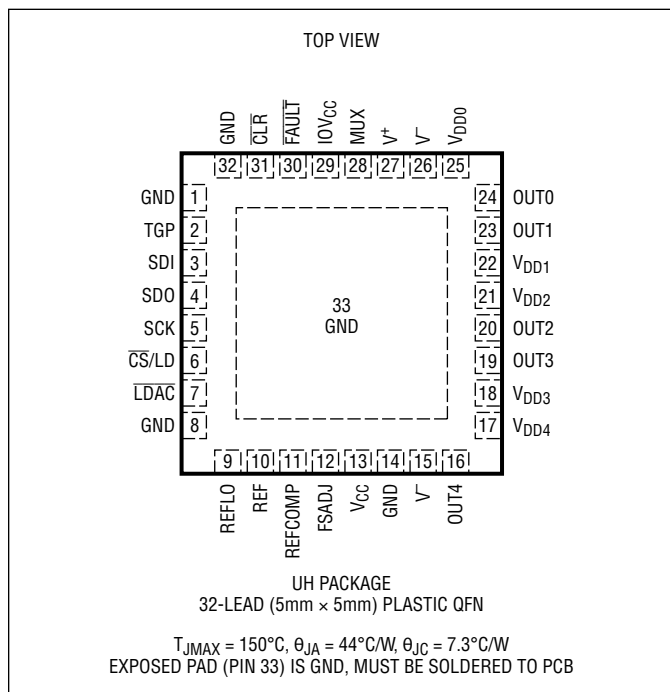 TOP VIEW
GND
C̅L̅R̅
F̅A̅U̅L̅T̅
IOVCC
MUX
V+
V–
VDD0
32 31 30 29 28 27 26 25
GND 1
TGP 2
SDI 3
SDO 4
SCK 5
C̅S̅/LD 6
L̅D̅A̅C̅ 7
GND 8
24 OUT0
23 OUT1
22 VDD1
21 VDD2
20 OUT2
19 OUT3
18 VDD3
17 VDD4
33
GND
9 10 11 12 13 14 15 16
REFLO
REF
REFCOMP
FSADJ
VCC
GND
V–
OUT4
UH PACKAGE
32-LEAD (5mm × 5mm) PLASTIC QFN
TJMAX = 150°C, θJA = 44°C/W, θJC = 7.3°C/W
EXPOSED PAD (PIN 33) IS GND, MUST BE SOLDERED TO PCB